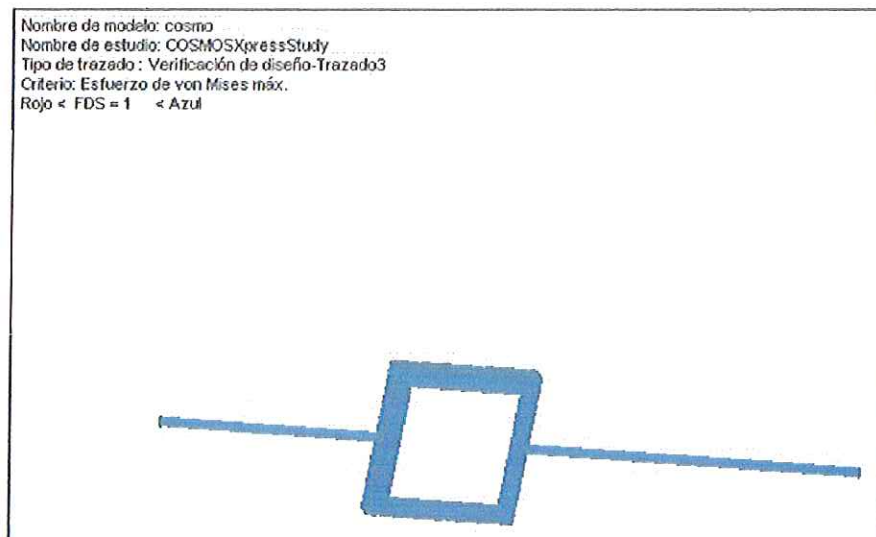 Nombre de modelo: cosmo
Nombre de estudio: COSMOSXpressStudy
Tipo de trazado : Verificación de diseño-Trazado3
Criterio: Esfuerzo de von Mises máx.
Rojo < FDS = 1 < Azul